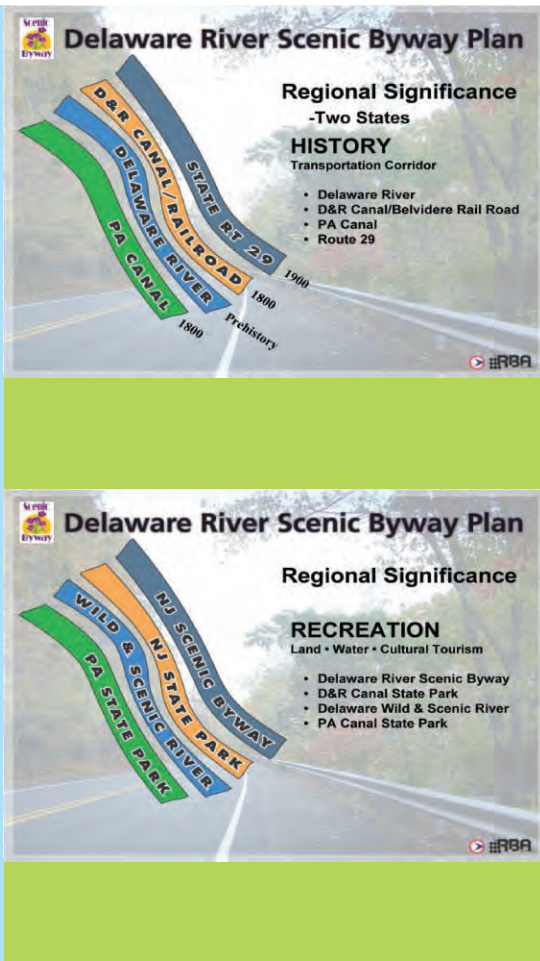 Scenic
Byway
Delaware River Scenic Byway Plan
Regional Significance
-Two States
HISTORY
Transportation Corridor
• Delaware River
• D&R Canal/Belvidere Rail Road
• PA Canal
• Route 29
STATE RT 29
1900
D&R CANAL/RAILROAD
1800
DELAWARE RIVER
Prehistory
PA CANAL
1800
RBA
Scenic
Byway
Delaware River Scenic Byway Plan
Regional Significance
RECREATION
Land • Water • Cultural Tourism
• Delaware River Scenic Byway
• D&R Canal State Park
• Delaware Wild & Scenic River
• PA Canal State Park
NJ SCENIC BYWAY
NJ STATE PARK
WILD & SCENIC RIVER
PA STATE PARK
RBA